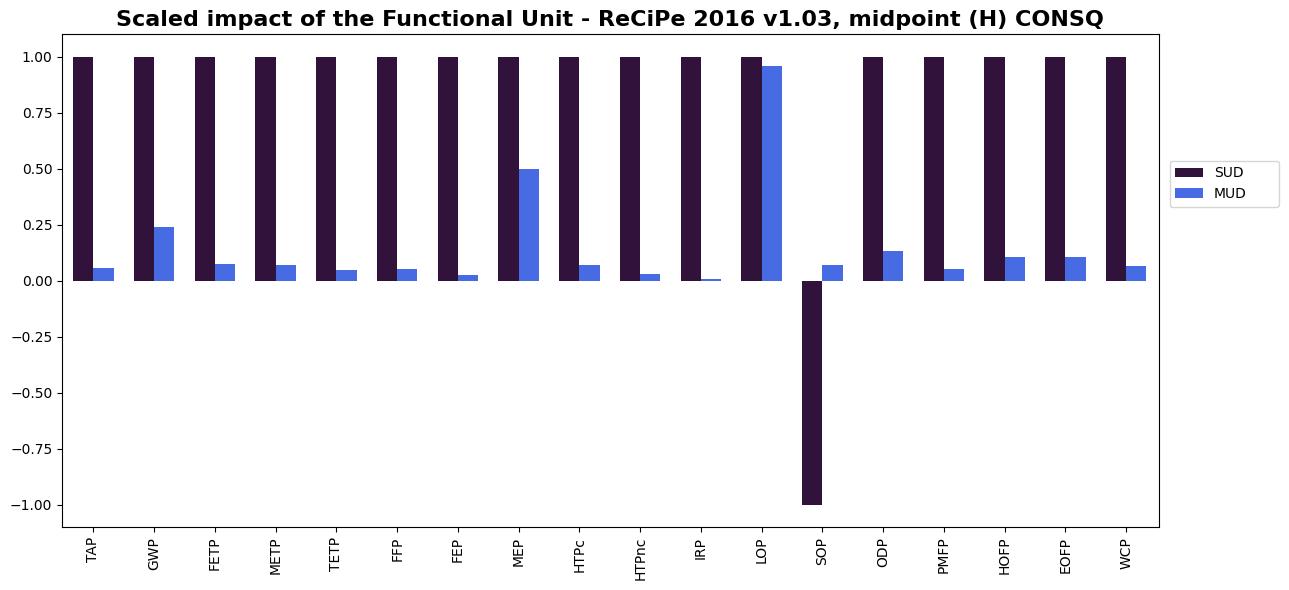 Scaled impact of the Functional Unit - ReCiPe 2016 v1.03, midpoint (H) CONSQ
1.00
0.75
0.50
0.25
0.00
−0.25
−0.50
−0.75
−1.00
TAP
GWP
FETP
METP
TETP
FFP
FEP
MEP
HTPc
HTPnc
IRP
LOP
SOP
ODP
PMFP
HOFP
EOFP
WCP
SUD
MUD